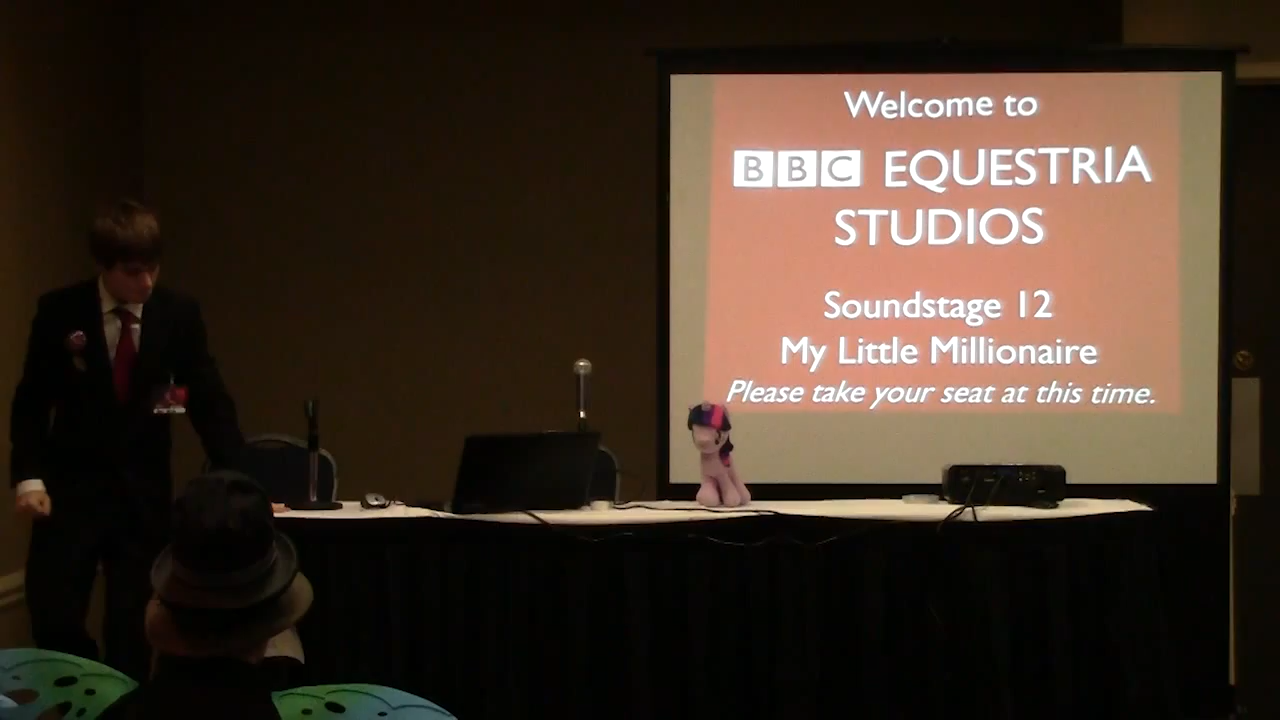 Welcome to
BBC EQUESTRIA
STUDIOS
Soundstage 12
My Little Millionaire
Please take your seat at this time.